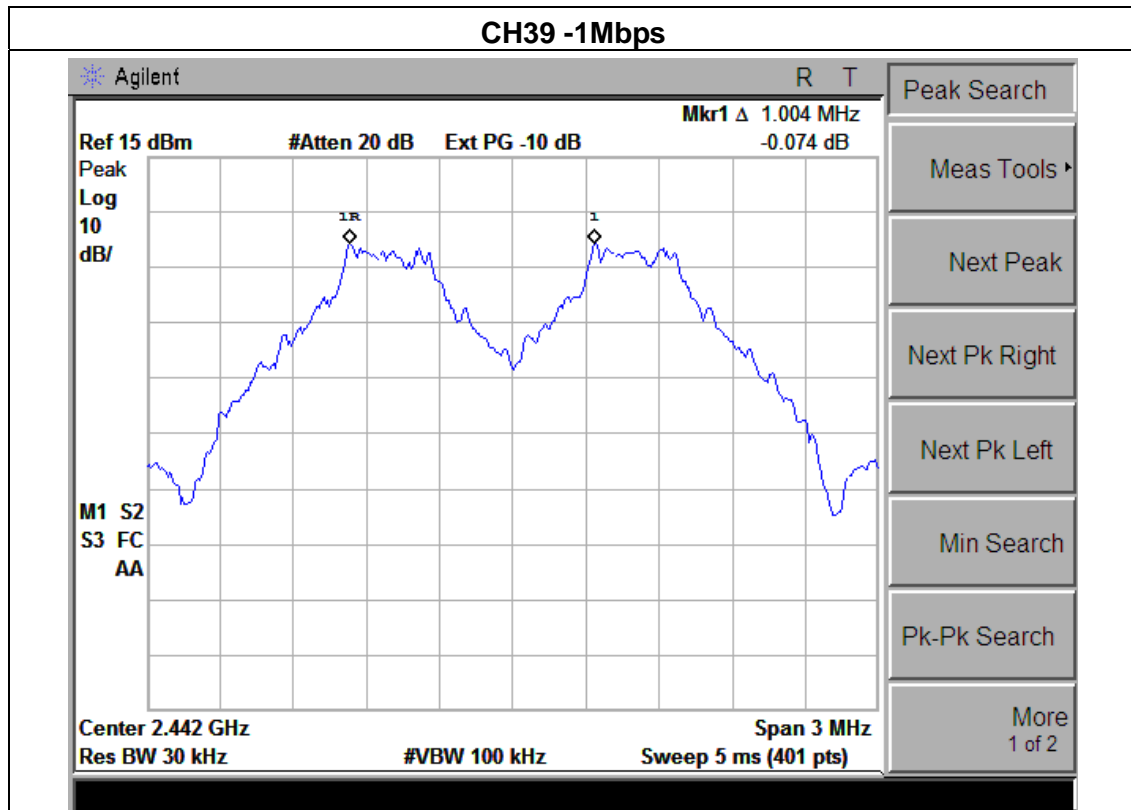 CH39 -1Mbps
Agilent R T
Peak Search
Mkr1 Δ 1.004 MHz
Ref 15 dBm #Atten 20 dB Ext PG -10 dB -0.074 dB
Peak
Log
10
dB/
1R
1
M1 S2
S3 FC
AA
Center 2.442 GHz Span 3 MHz
Res BW 30 kHz #VBW 100 kHz Sweep 5 ms (401 pts)
Meas Tools
Next Peak
Next Pk Right
Next Pk Left
Min Search
Pk-Pk Search
More
1 of 2